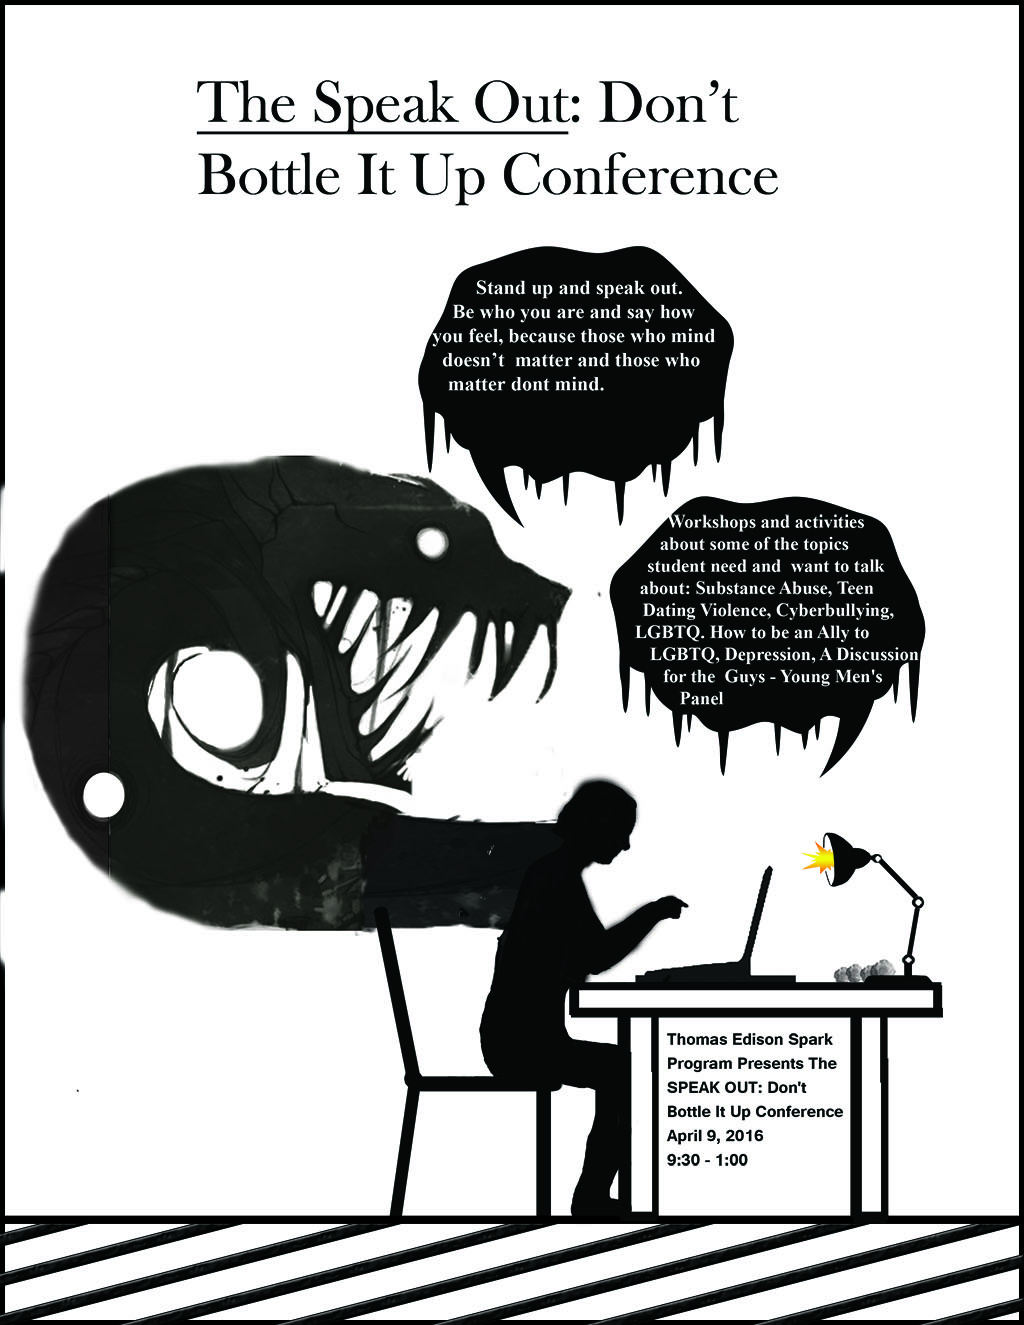 The Speak Out: Don’t
Bottle It Up Conference
Stand up and speak out.
Be who you are and say how
you feel, because those who mind
doesn’t matter and those who
matter dont mind.
Workshops and activities
about some of the topics
student need and want to talk
about: Substance Abuse, Teen
Dating Violence, Cyberbullying,
LGBTQ. How to be an Ally to
LGBTQ, Depression, A Discussion
for the Guys - Young Men's
Panel
Thomas Edison Spark
Program Presents The
SPEAK OUT: Don't
Bottle It Up Conference
April 9, 2016
9:30 - 1:00